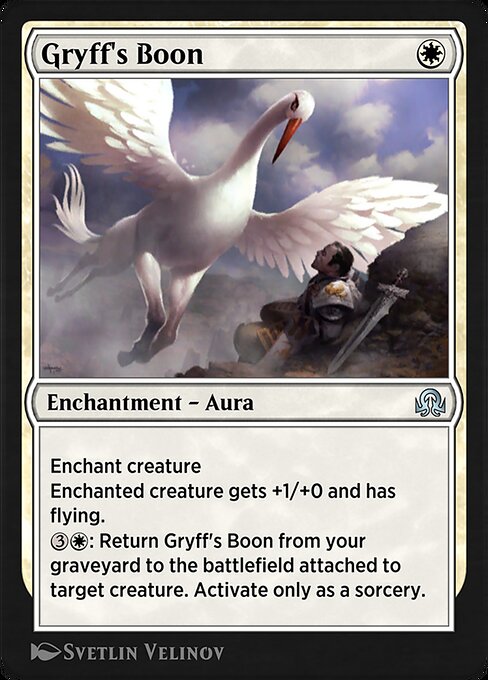 Gryff's Boon
Enchantment – Aura
Enchant creature
Enchanted creature gets +1/+0 and has
flying.
3: Return Gryff's Boon from your
graveyard to the battlefield attached to
target creature. Activate only as a sorcery.
Svetlin Velinov